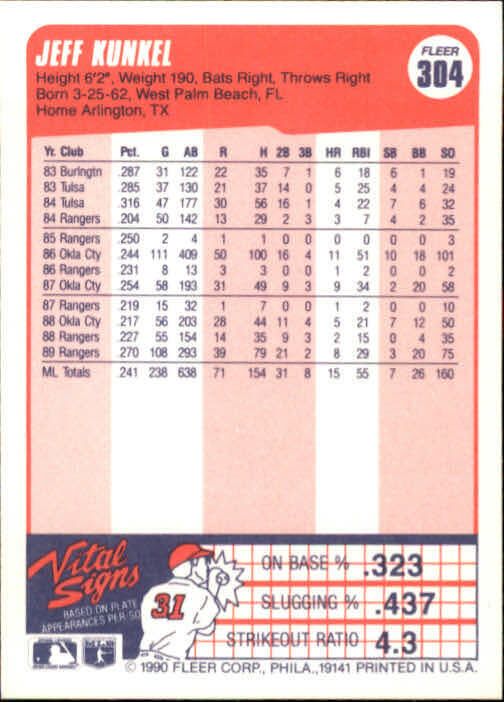 JEFF KUNKEL
FLEER
304
Height 6'2", Weight 190, Bats Right, Throws Right
Born 3-25-62, West Palm Beach, FL
Home Arlington, TX
Yr. Club Pct. G AB R H 2B 3B HR RBI SB BB SO
83 Burlngtn .287 31 122 22 35 7 1 6 18 6 1 19
83 Tulsa .285 37 130 21 37 14 0 5 25 4 4 24
84 Tulsa .316 47 177 30 56 16 1 4 22 7 6 32
84 Rangers .204 50 142 13 29 2 3 3 7 4 2 35
85 Rangers .250 2 4 1 1 0 0 0 0 0 0 3
86 Okla Cty .244 111 409 50 100 16 4 11 51 10 18 101
86 Rangers .231 8 13 3 3 0 0 1 2 0 0 2
87 Okla Cty .254 58 193 31 49 9 3 9 34 2 20 58
87 Rangers .219 15 32 1 7 0 0 1 2 0 0 10
88 Okla Cty .217 56 203 28 44 11 4 5 21 7 12 50
88 Rangers .227 55 154 14 35 9 3 2 15 0 4 35
89 Rangers .270 108 293 39 79 21 2 8 29 3 20 75
ML Totals .241 238 638 71 154 31 8 15 55 7 26 160
Vital Signs
BASED ON PLATE
APPEARANCES PER SO
31
ON BASE % .323
SLUGGING % .437
STRIKEOUT RATIO 4.3
© 1990 FLEER CORP., PHILA., 19141 PRINTED IN U.S.A.